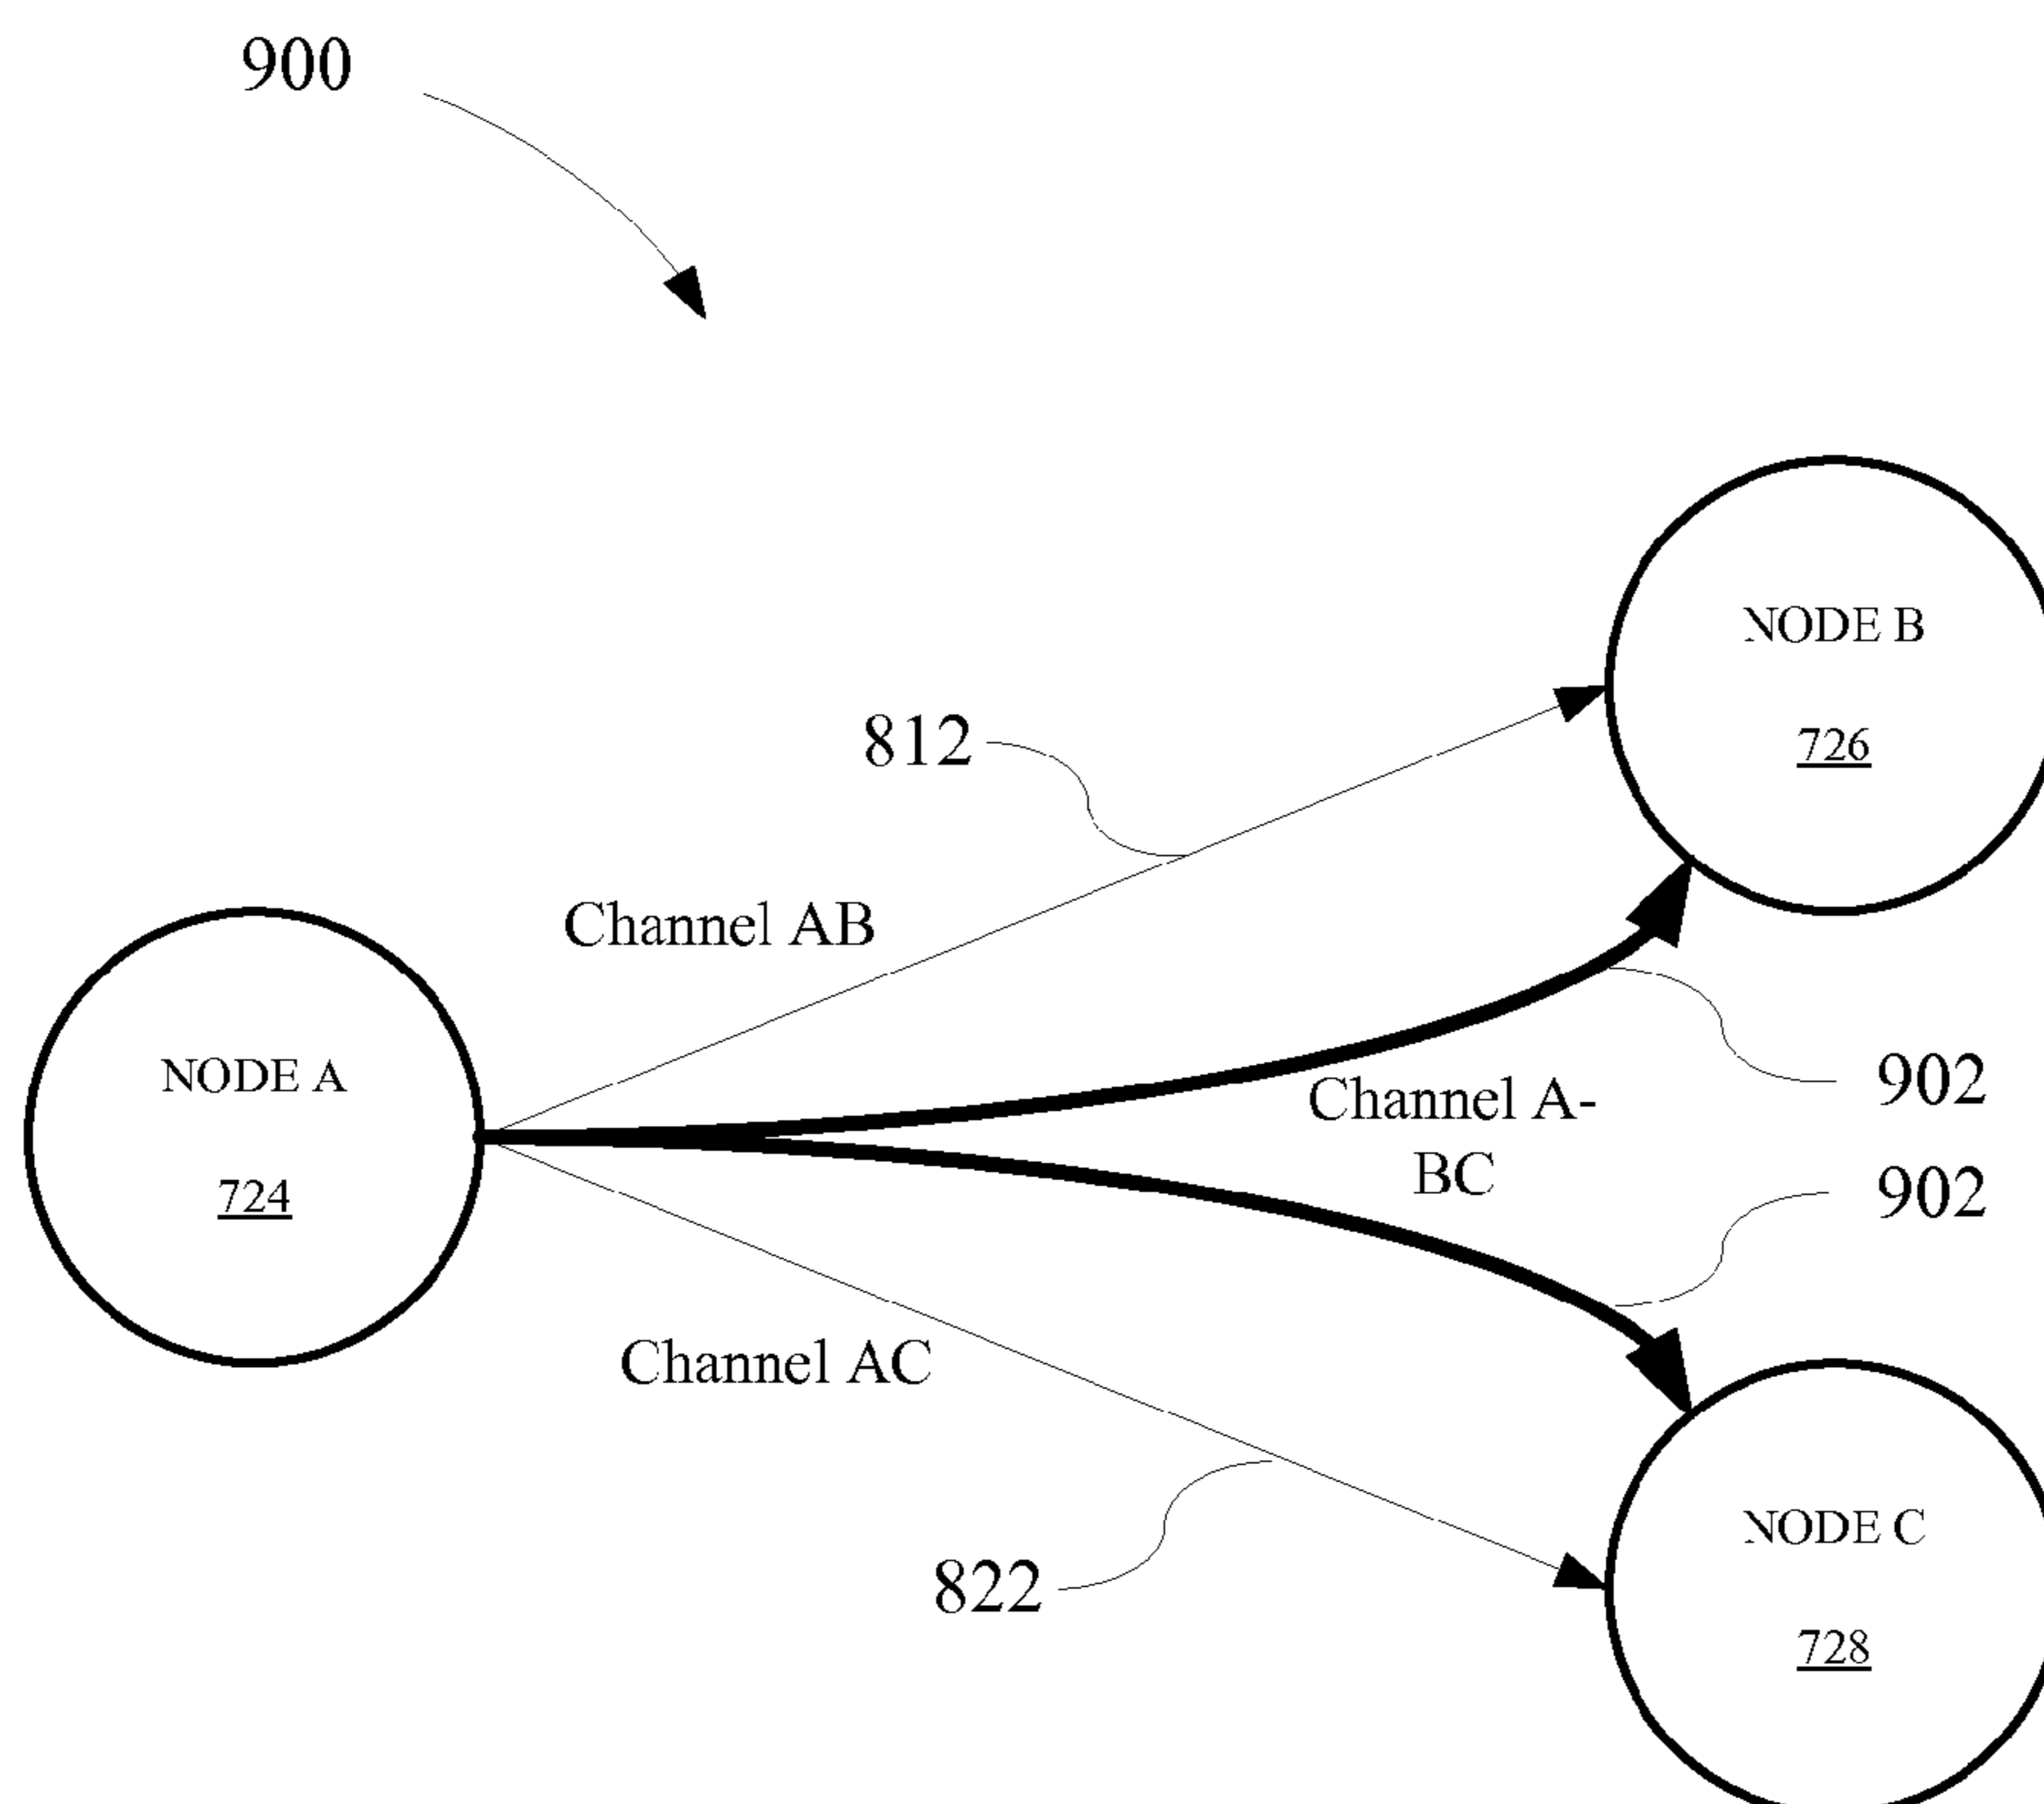 900
NODE B
726
812
Channel AB
NODE A
724
902
Channel A-
BC
902
Channel AC
NODE C
822
728